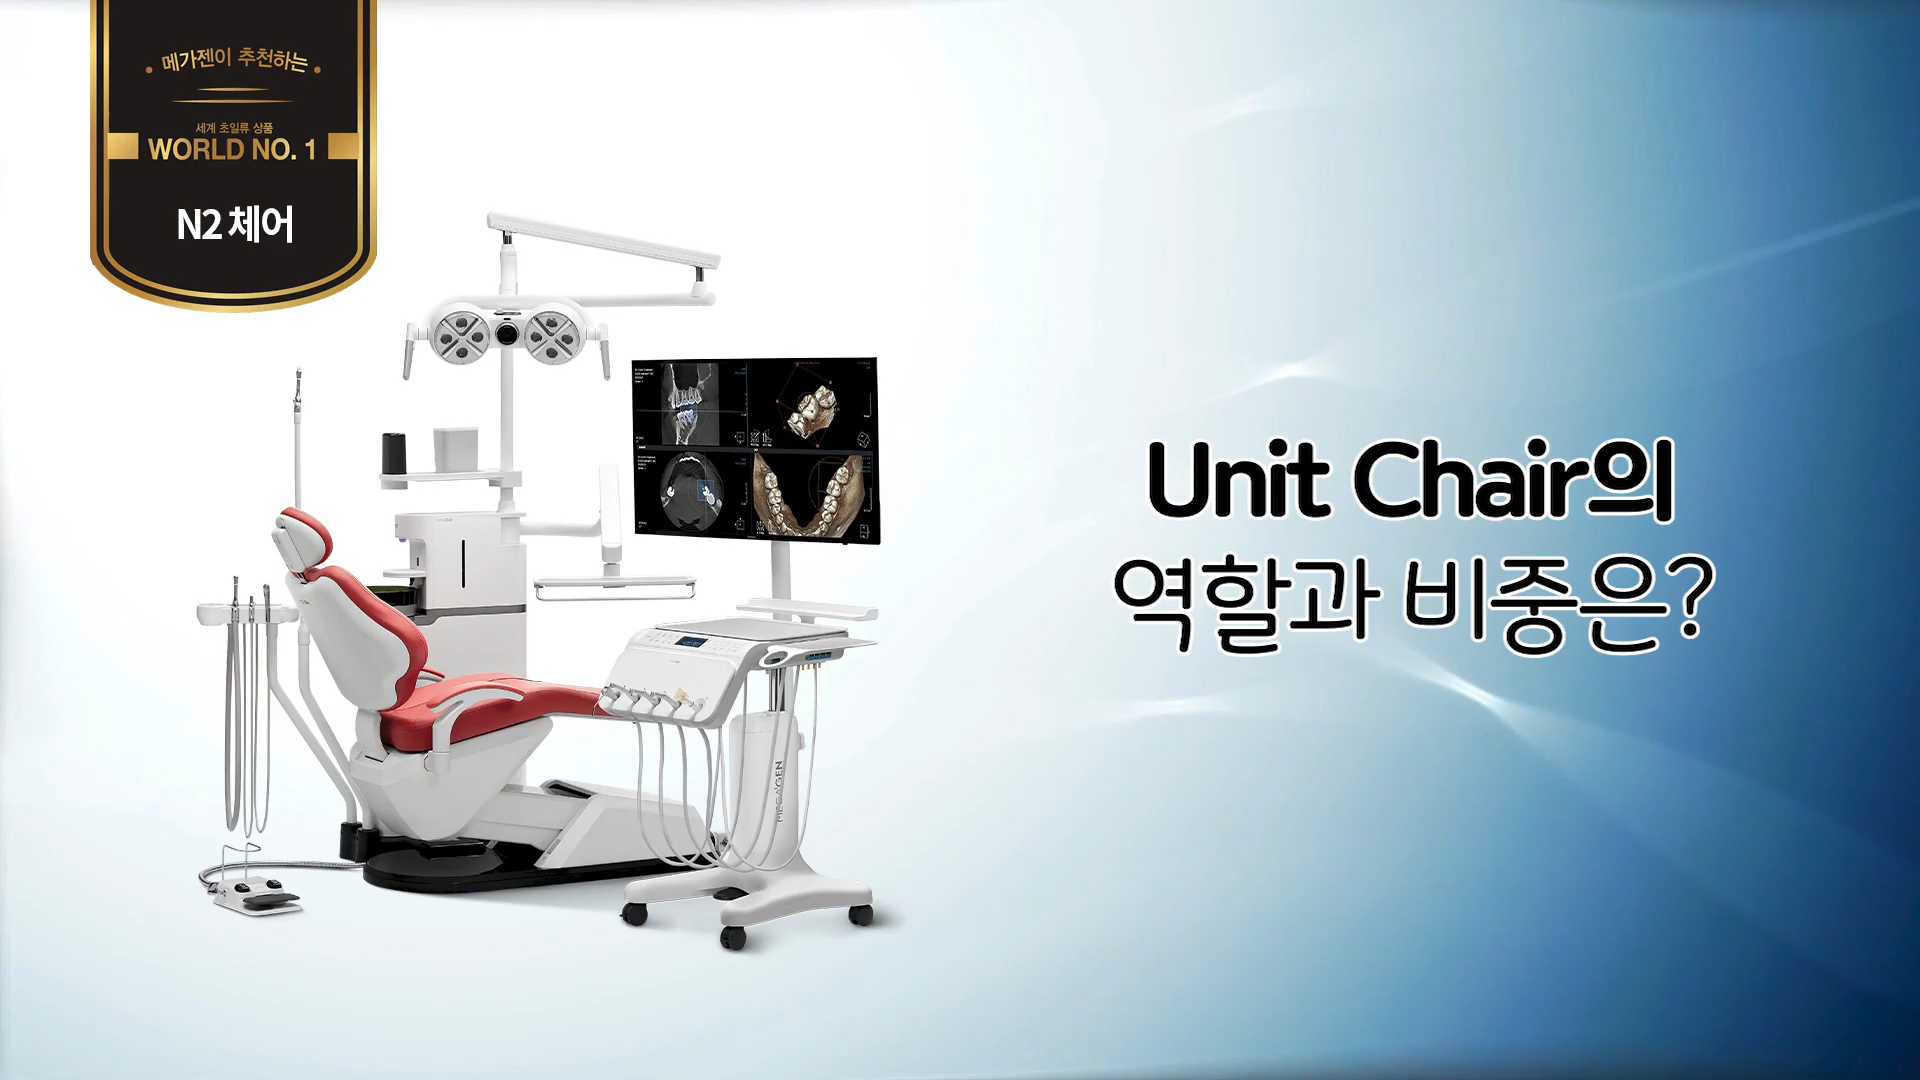 메가젠이 추천하는
세계 초일류 상품
WORLD NO. 1
N2 체어
Unit Chair의
역할과 비중은?
MEGAGEN